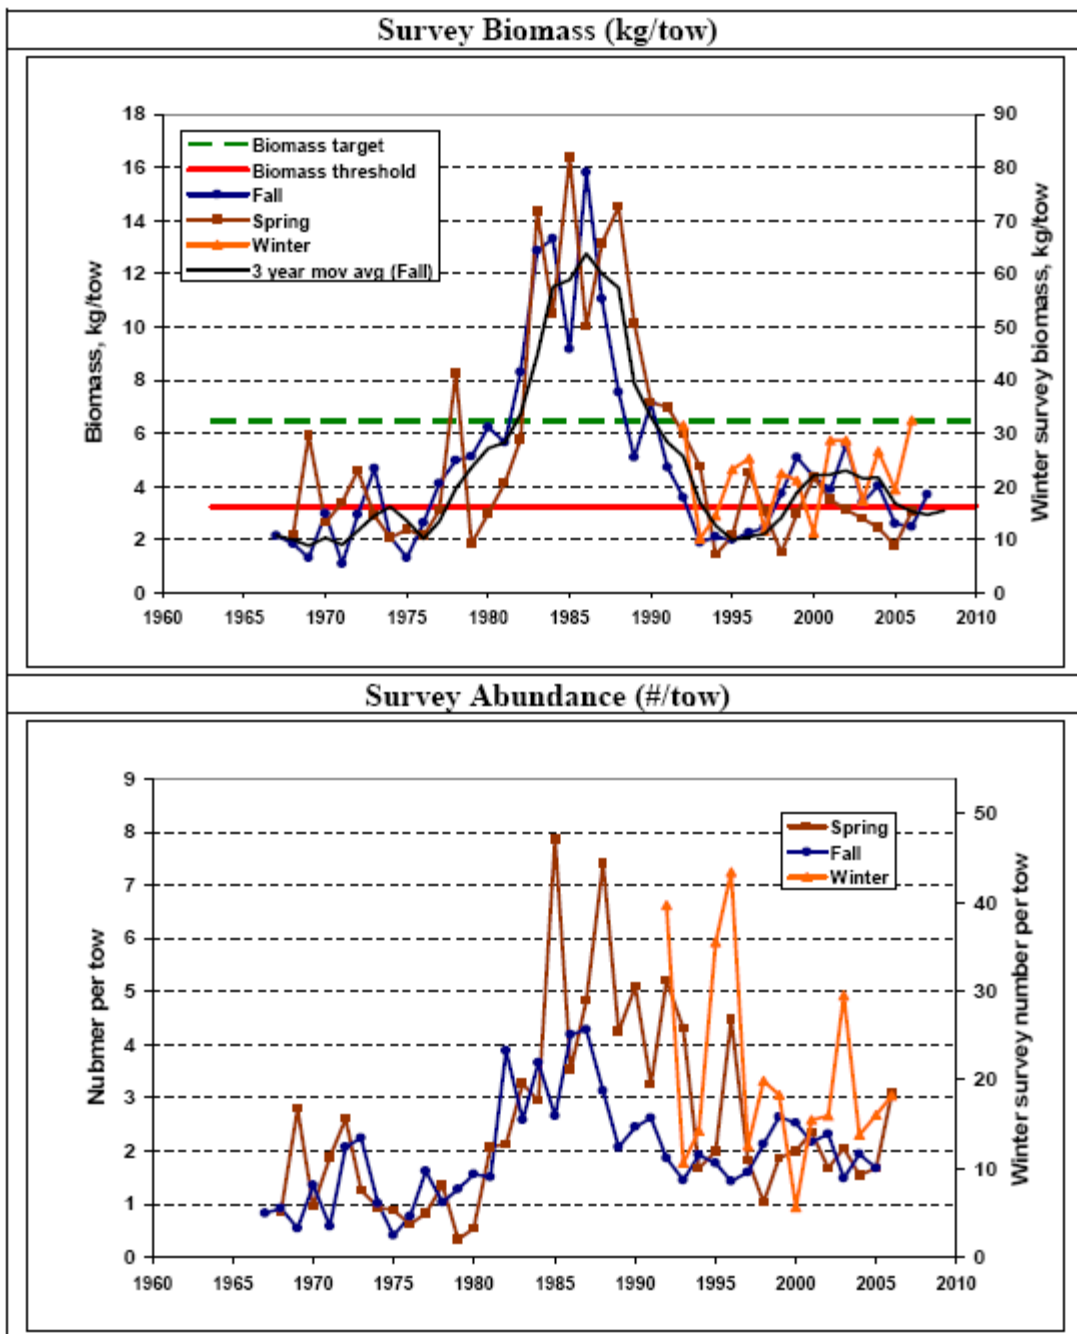 Survey Biomass (kg/tow)
18
16
14
12
10
8
6
4
2
0
Biomass, kg/tow
Biomass target
Biomass threshold
Fall
Spring
Winter
3 year mov avg (Fall)
90
80
70
60
50
40
30
20
10
0
Winter survey biomass, kg/tow
1960 1965 1970 1975 1980 1985 1990 1995 2000 2005 2010
Survey Abundance (#/tow)
9
8
7
6
5
4
3
2
1
0
Nubmer per tow
Spring
Fall
Winter
50
40
30
20
10
0
Winter survey number per tow
1960 1965 1970 1975 1980 1985 1990 1995 2000 2005 2010